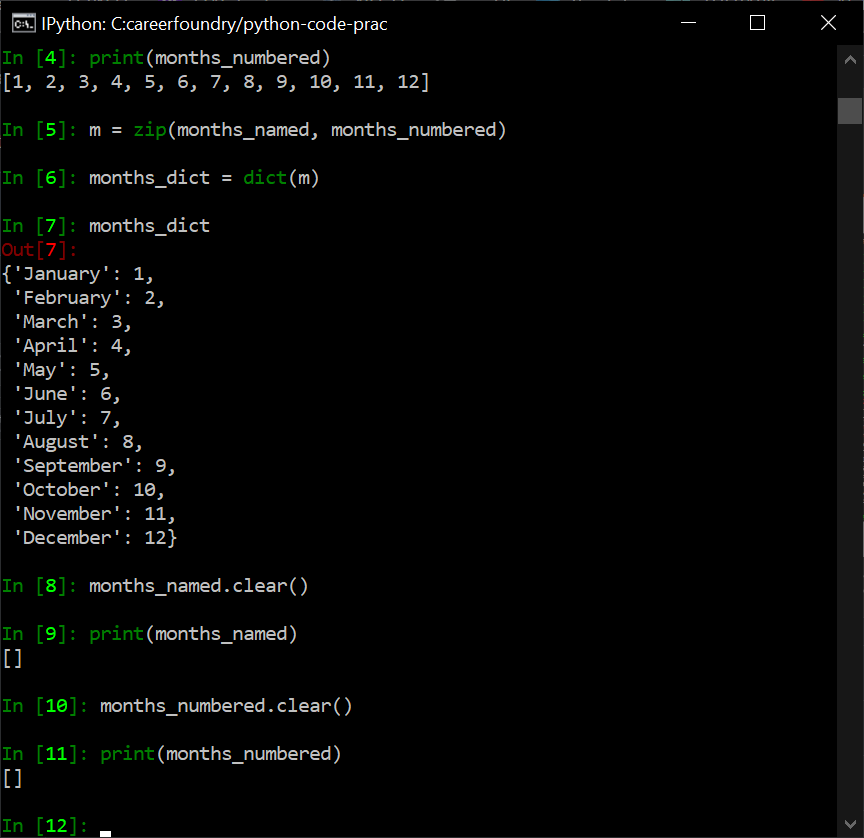 IPython: C:careerfoundry/python-code-prac
In [4]: print(months_numbered)
[1, 2, 3, 4, 5, 6, 7, 8, 9, 10, 11, 12]
In [5]: m = zip(months_named, months_numbered)
In [6]: months_dict = dict(m)
In [7]: months_dict
Out[7]:
{'January': 1,
 'February': 2,
 'March': 3,
 'April': 4,
 'May': 5,
 'June': 6,
 'July': 7,
 'August': 8,
 'September': 9,
 'October': 10,
 'November': 11,
 'December': 12}
In [8]: months_named.clear()
In [9]: print(months_named)
[]
In [10]: months_numbered.clear()
In [11]: print(months_numbered)
[]
In [12]: